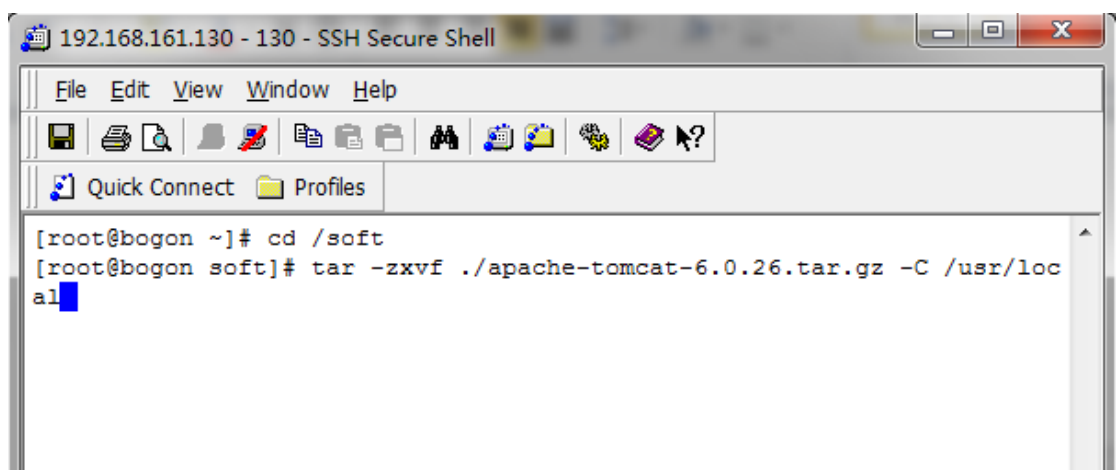 192.168.161.130 - 130 - SSH Secure Shell
File Edit View Window Help
Quick Connect Profiles
[root@bogon ~]# cd /soft
[root@bogon soft]# tar -zxvf ./apache-tomcat-6.0.26.tar.gz -C /usr/loc
al